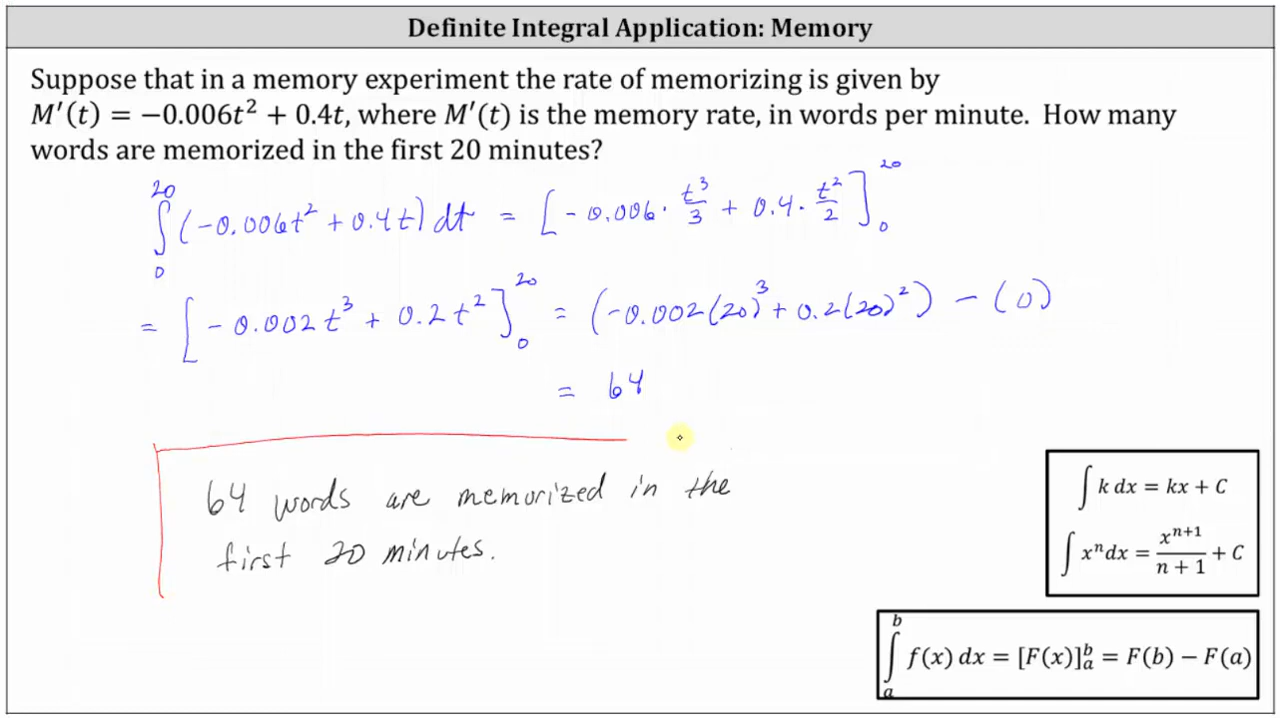 Definite Integral Application: Memory
Suppose that in a memory experiment the rate of memorizing is given by
M′(t) = −0.006t² + 0.4t, where M′(t) is the memory rate, in words per minute. How many
words are memorized in the first 20 minutes?
∫₀²⁰ (−0.006t² + 0.4t) dt = [−0.006 · t³/3 + 0.4 · t²/2]₀²⁰
= [−0.002t³ + 0.2t²]₀²⁰ = (−0.002(20)³ + 0.2(20)²) − (0)
= 64
64 words are memorized in the
first 20 minutes.
∫ k dx = kx + C
∫ xⁿdx = xⁿ⁺¹/(n + 1) + C
∫ₐᵇ f(x) dx = [F(x)]ₐᵇ = F(b) − F(a)